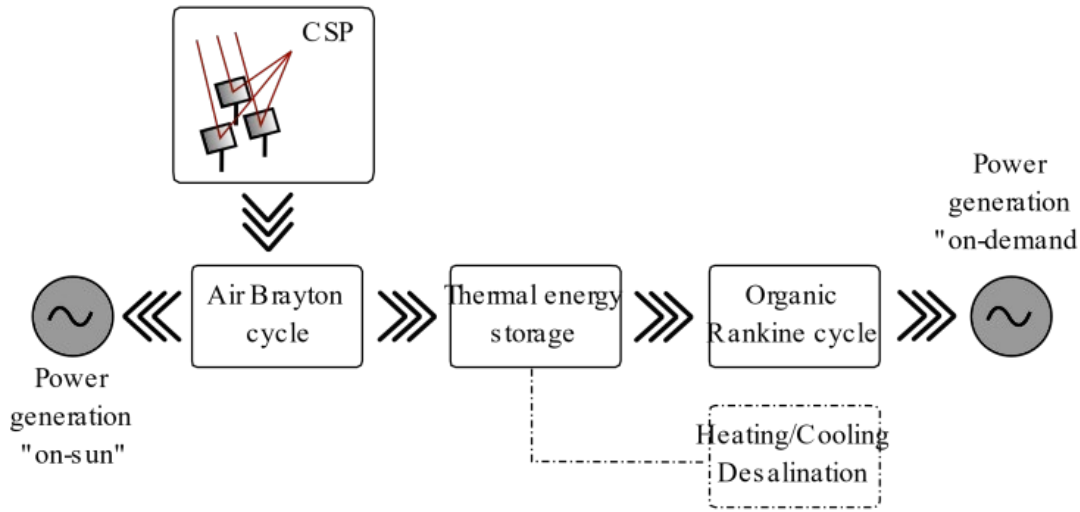 CSP
Power
generation
"on-demand
Air Brayton
cycle
Thermal energy
storage
Organic
Rankine cycle
Power
generation
"on-sun"
Heating/Cooling
Desalination